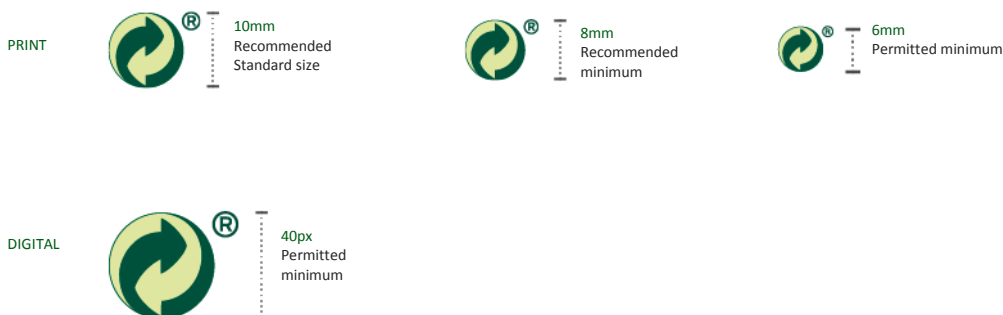 PRINT
®
10mm
Recommended
Standard size
®
8mm
Recommended
minimum
®
6mm
Permitted minimum
DIGITAL
®
40px
Permitted
minimum